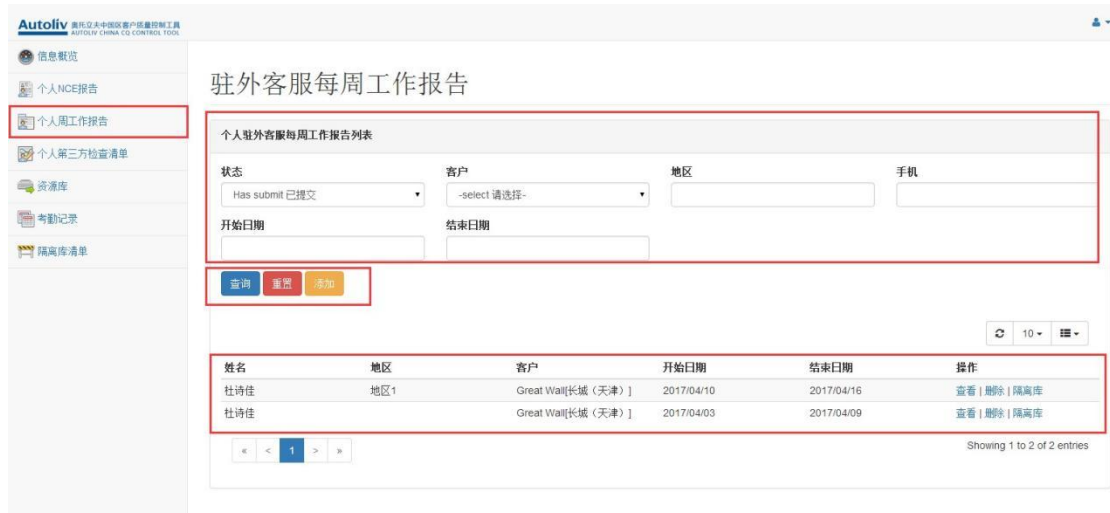 Autoliv 奥托立夫中国区客户质量控制工具
AUTOLIV CHINA CQ CONTROL TOOL
信息概览
个人NCE报告
个人周工作报告
个人第三方检查清单
资源库
考勤记录
隔离库清单
驻外客服每周工作报告
个人驻外客服每周工作报告列表
状态 客户 地区 手机
Has submit 已提交 -select 请选择-
开始日期 结束日期
查询 重置 添加
10
姓名 地区 客户 开始日期 结束日期 操作
杜诗佳 地区1 Great Wall[长城（天津）] 2017/04/10 2017/04/16 查看 | 删除 | 隔离库
杜诗佳 Great Wall[长城（天津）] 2017/04/03 2017/04/09 查看 | 删除 | 隔离库
« < 1 > »
Showing 1 to 2 of 2 entries